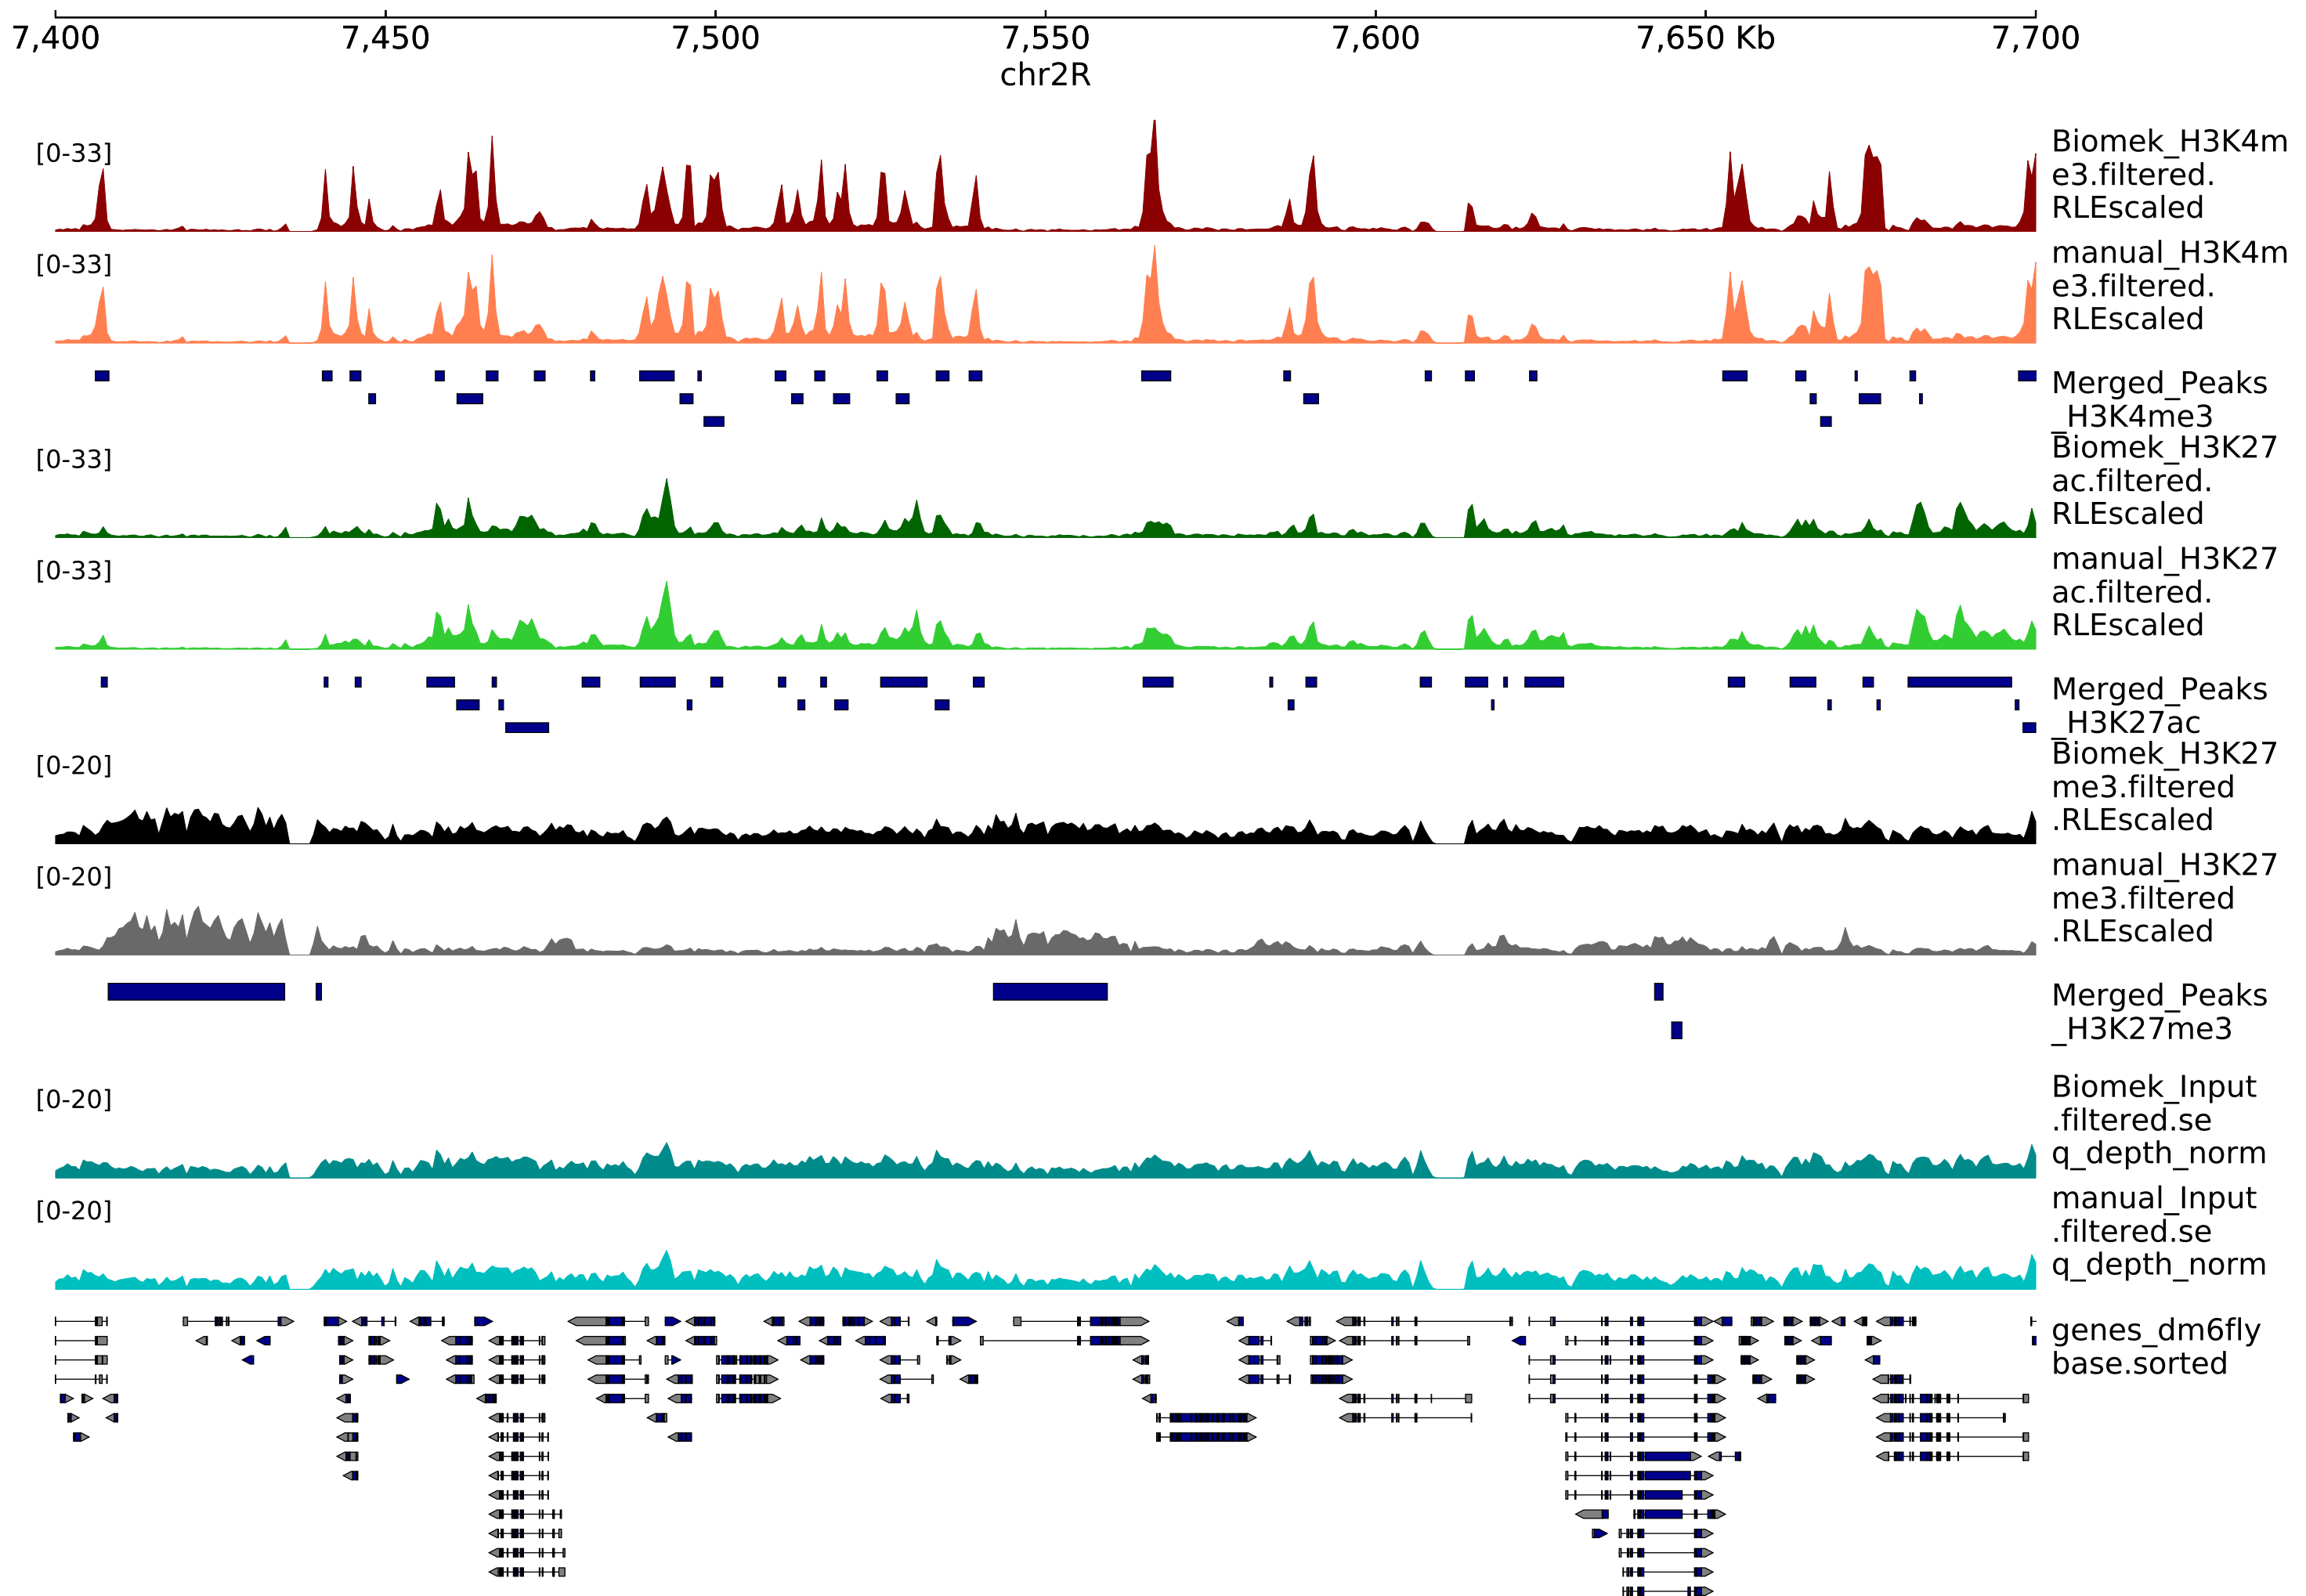 7,400 7,450 7,500 7,550 7,600 7,650 Kb 7,700
chr2R
[0-33]
Biomek_H3K4m
e3.filtered.
RLEscaled
[0-33]
manual_H3K4m
e3.filtered.
RLEscaled
Merged_Peaks
_H3K4me3
[0-33]
Biomek_H3K27
ac.filtered.
RLEscaled
[0-33]
manual_H3K27
ac.filtered.
RLEscaled
Merged_Peaks
_H3K27ac
[0-20]
Biomek_H3K27
me3.filtered
.RLEscaled
[0-20]
manual_H3K27
me3.filtered
.RLEscaled
Merged_Peaks
_H3K27me3
[0-20]
Biomek_Input
.filtered.se
q_depth_norm
[0-20]
manual_Input
.filtered.se
q_depth_norm
genes_dm6fly
base.sorted